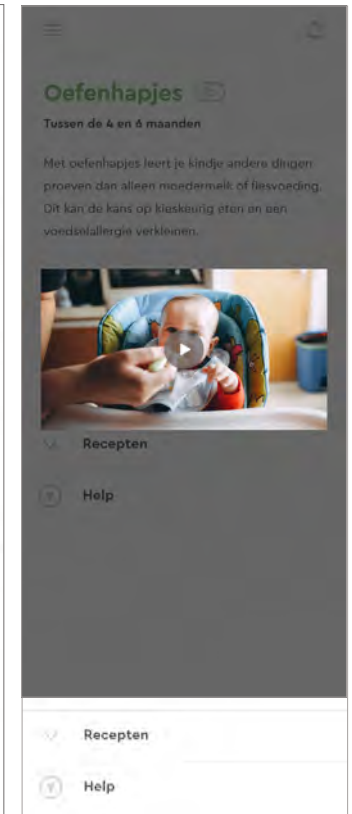 Oefenhapjes
Tussen de 4 en 6 maanden
Met oefenhapjes leert je kindje andere dingen
proeven dan alleen moedermelk of flesvoeding.
Dit kan de kans op kieskeurig eten en een
voedselallergie verkleinen.
Recepten
Help
Recepten
Help